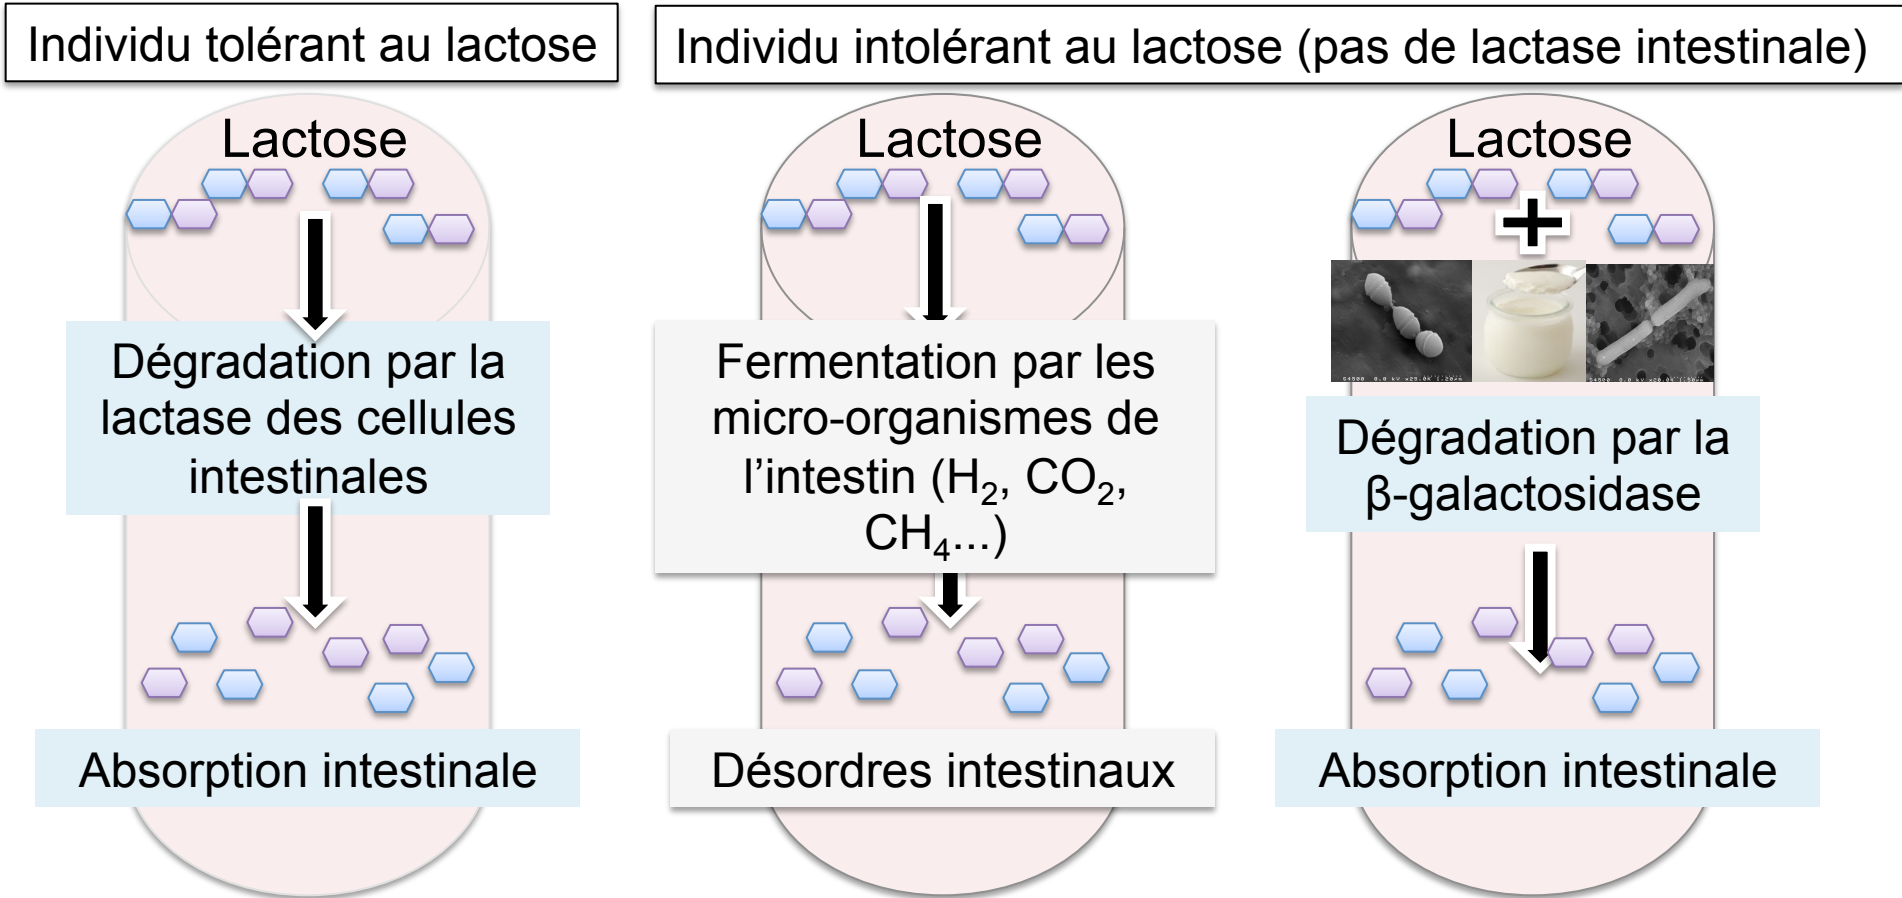 Individu tolérant au lactose
Individu intolérant au lactose (pas de lactase intestinale)
Lactose
Dégradation par la
lactase des cellules
intestinales
Absorption intestinale
Lactose
Fermentation par les
micro-organismes de
l’intestin (H₂, CO₂,
CH₄...)
Désordres intestinaux
Lactose
Dégradation par la
β-galactosidase
Absorption intestinale